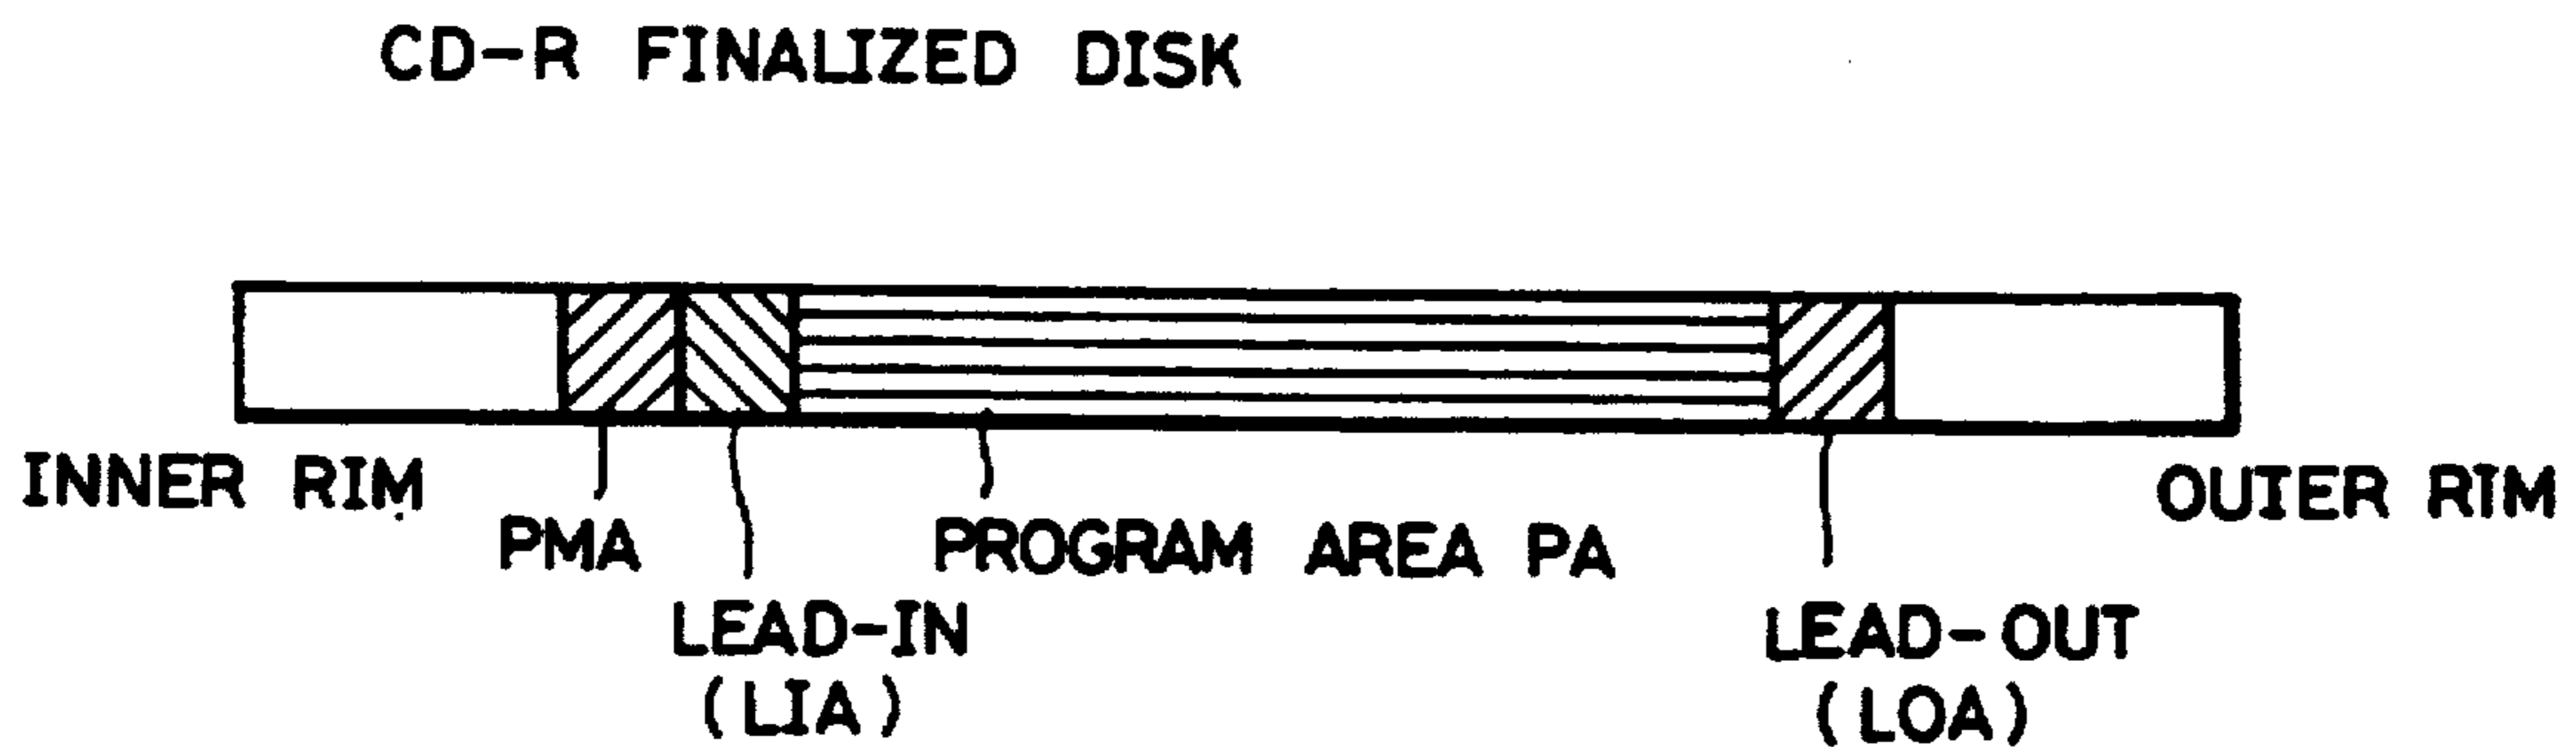 CD-R FINALIZED DISK
INNER RIM
OUTER RIM
PMA
PROGRAM AREA PA
LEAD-IN
(LIA)
LEAD-OUT
(LOA)